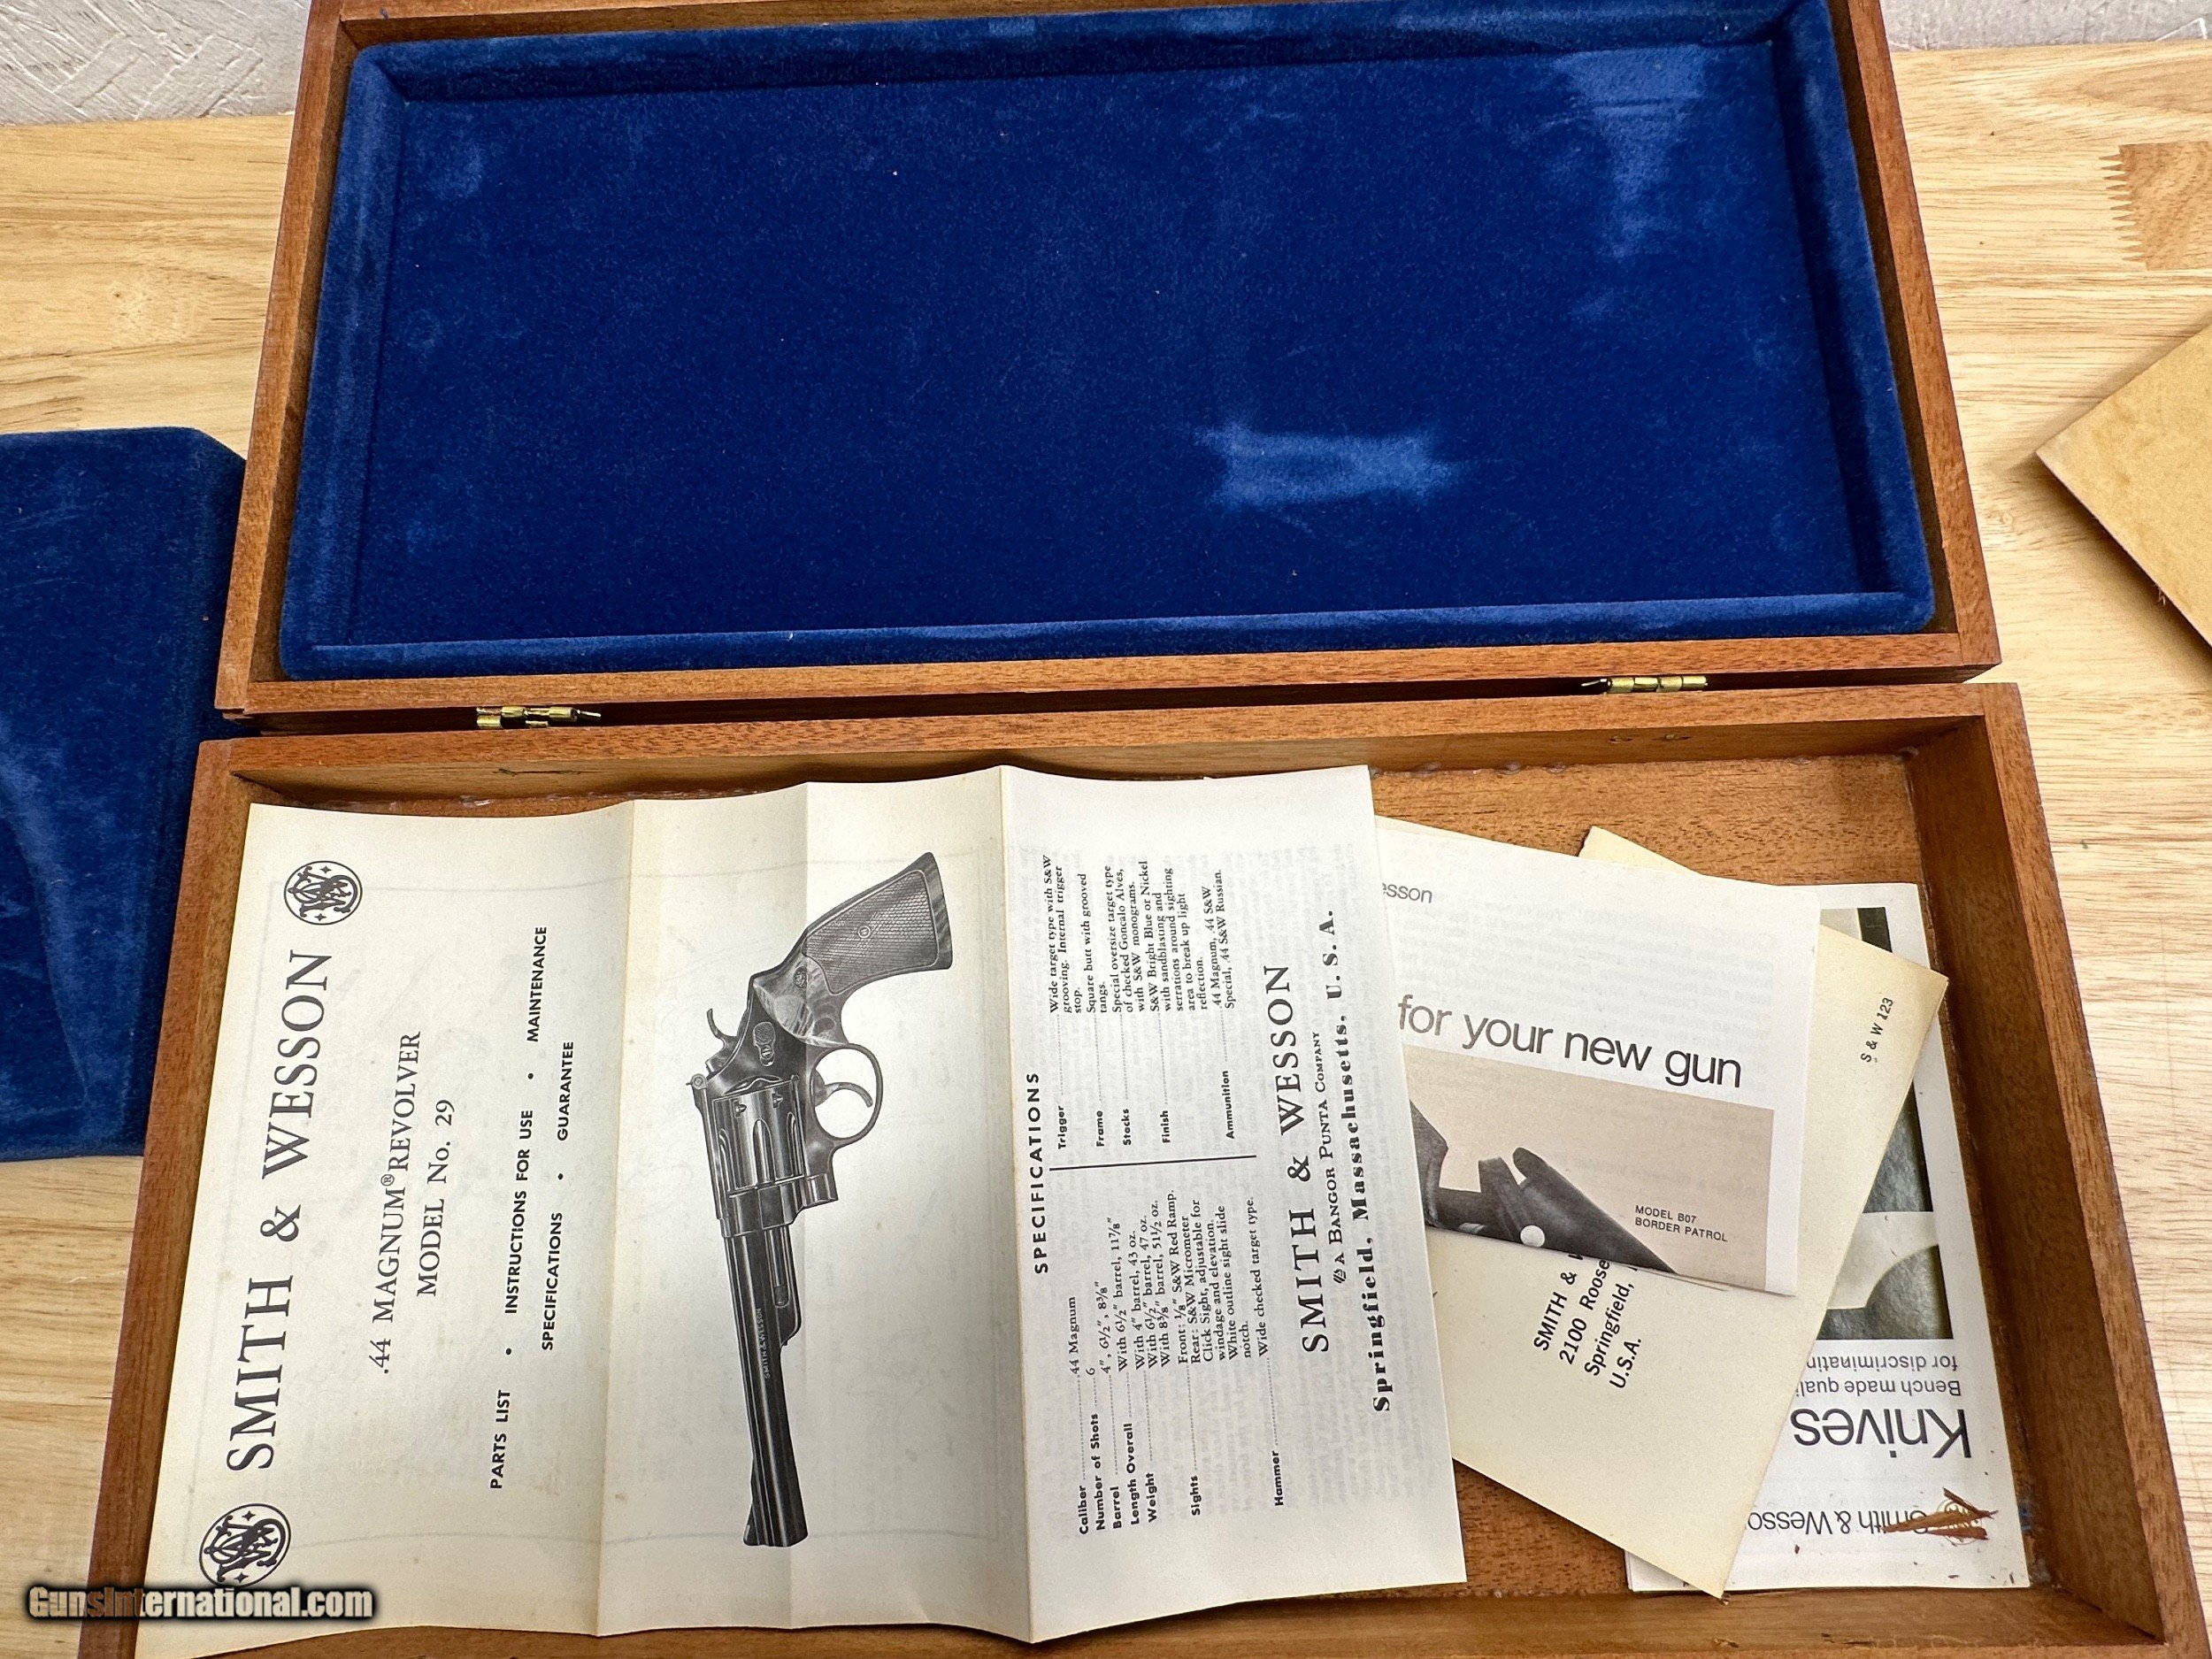 SMITH & WESSON
.44 MAGNUM® REVOLVER
MODEL No. 29
PARTS LIST • INSTRUCTIONS FOR USE • MAINTENANCE
SPECIFICATIONS • GUARANTEE
SMITH & WESSON
SPECIFICATIONS
Caliber .44 Magnum
Number of Shots 6
Barrel 4", 6½", 8⅜"
Length Overall With 6½" barrel, 11⅞"
Weight With 4" barrel, 43 oz.
With 6½" barrel, 47 oz.
With 8⅜" barrel, 51½ oz.
Sights Front: ⅛" S&W Red Ramp.
Rear: S&W Micrometer
Click Sight, adjustable for
windage and elevation.
White outline sight slide
notch.
Hammer Wide checked target type.
Trigger Wide target type with S&W
grooving. Internal trigger
stop.
Frame Square butt with grooved
tangs.
Stocks Special oversize target type
of checked Goncalo Alves,
with S&W monograms.
Finish S&W Bright Blue or Nickel
with sandblasting and
serrations around sighting
area to break up light
reflection.
Ammunition .44 Magnum, .44 S&W
Special, .44 S&W Russian.
SMITH & WESSON
A BANGOR PUNTA COMPANY
Springfield, Massachusetts, U. S. A.
esson
for your new gun
MODEL B07
BORDER PATROL
S & W 123
SMITH &
2100 Roose
Springfield,
U.S.A.
Smith & Wesso
Knives
Bench made quali
for discriminatin
GunsInternational.com